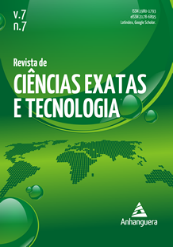 v.7
n.7
Revista de
CIÊNCIAS EXATAS
E TECNOLOGIA
Anhanguera